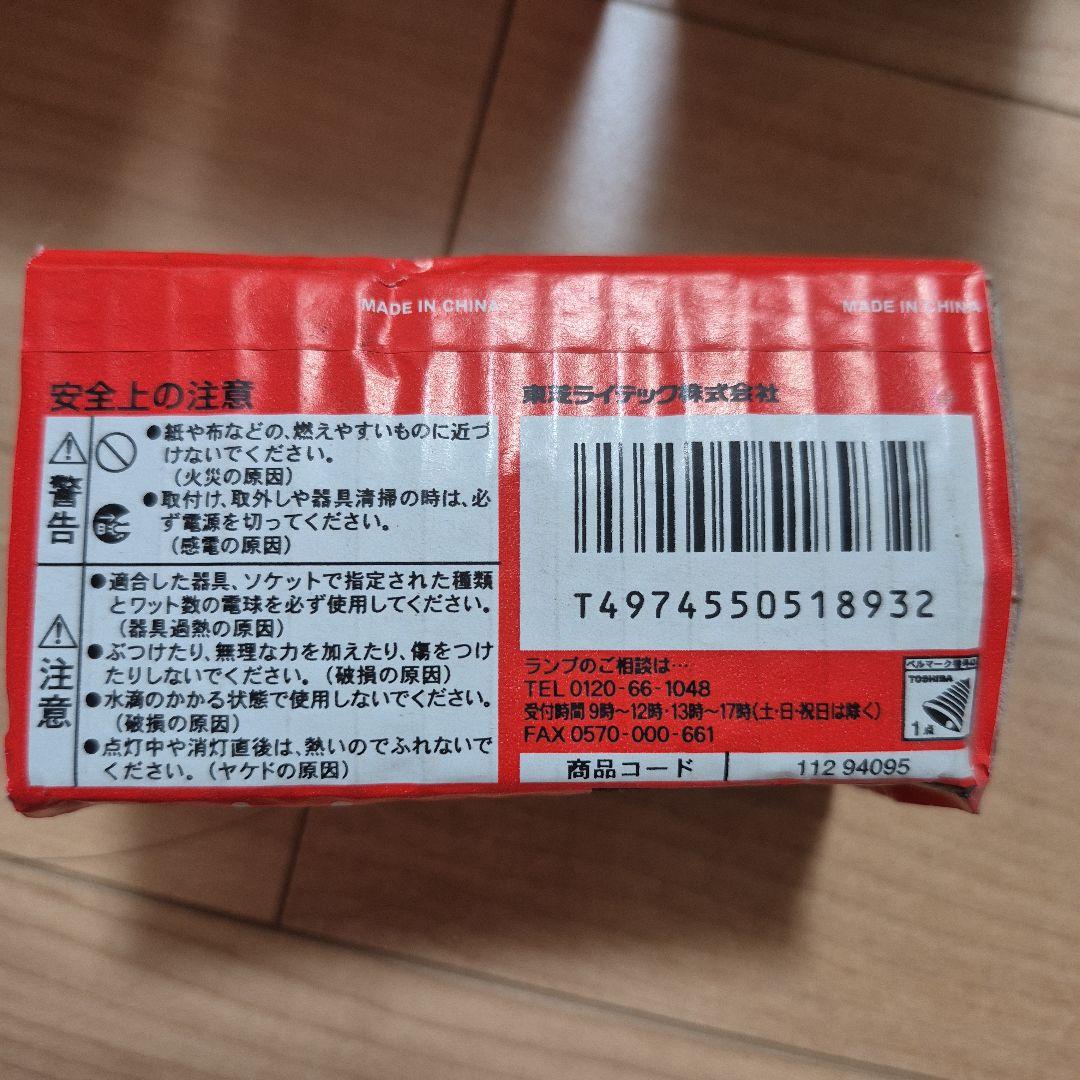 MADE IN CHINA
MADE IN CHINA
安全上の注意
警告
●紙や布などの、燃えやすいものに近づ
けないでください。
(火災の原因)
●取付け、取外しや器具清掃の時は、必
ず電源を切ってください。
(感電の原因)
注意
●適合した器具、ソケットで指定された種類
とワット数の電球を必ず使用してください。
(器具過熱の原因)
●ぶつけたり、無理な力を加えたり、傷をつけ
たりしないでください。(破損の原因)
●水滴のかかる状態で使用しないでください。
(破損の原因)
●点灯中や消灯直後は、熱いのでふれないで
ください。(ヤケドの原因)
東芝ライテック株式会社
T4974550518932
ランプのご相談は…
TEL 0120-66-1048
受付時間 9時〜12時・13時〜17時(土・日・祝日は除く)
FAX 0570-000-661
ベルマーク
TOSHIBA
1点
商品コード
112 94095